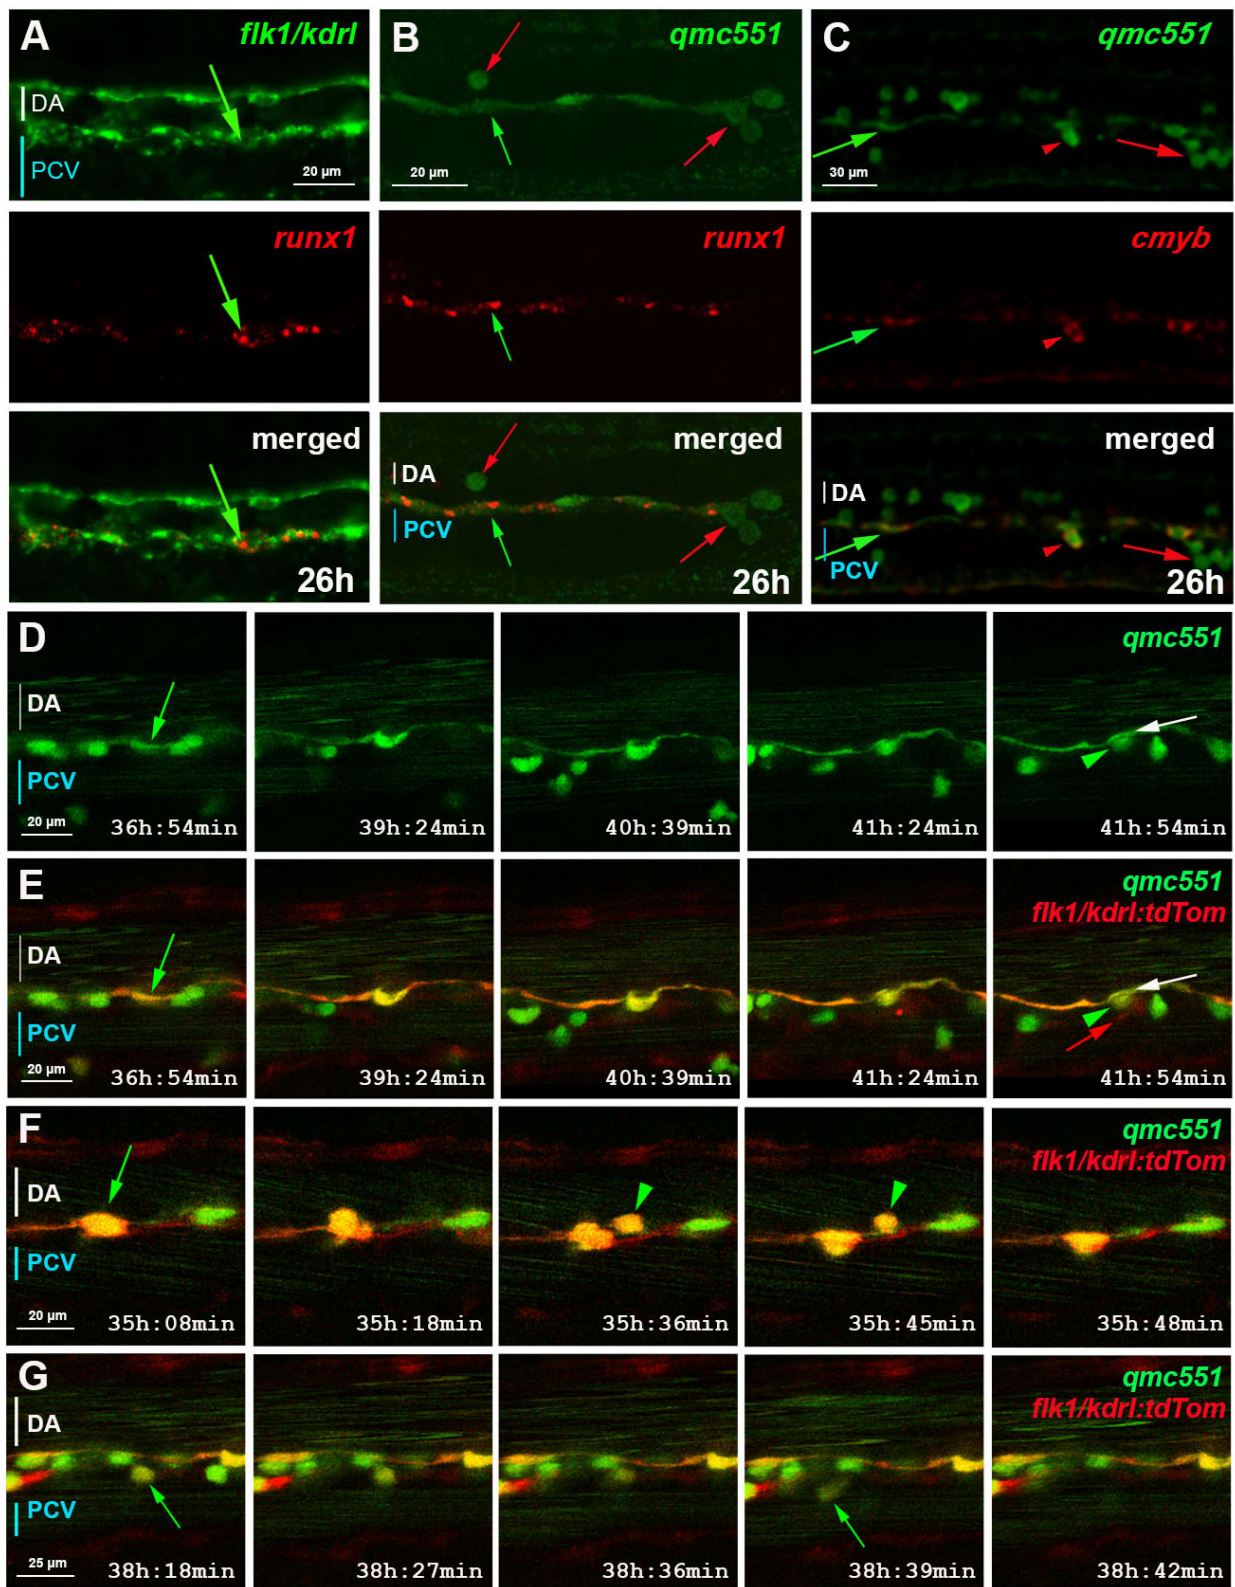 A
flk1/kdrl
DA
PCV
20 µm
B
qmc551
20 µm
C
qmc551
30 µm
runx1
runx1
cmyb
merged
26h
merged
DA
PCV
26h
merged
DA
PCV
D
qmc551
DA
PCV
20 µm
36h:54min
39h:24min
40h:39min
41h:24min
41h:54min
E
qmc551
flk1/kdrl:tdTom
DA
PCV
20 µm
36h:54min
39h:24min
40h:39min
41h:24min
41h:54min
F
qmc551
flk1/kdrl:tdTom
DA
PCV
20 µm
35h:08min
35h:18min
35h:36min
35h:45min
35h:48min
G
qmc551
flk1/kdrl:tdTom
DA
PCV
25 µm
38h:18min
38h:27min
38h:36min
38h:39min
38h:42min